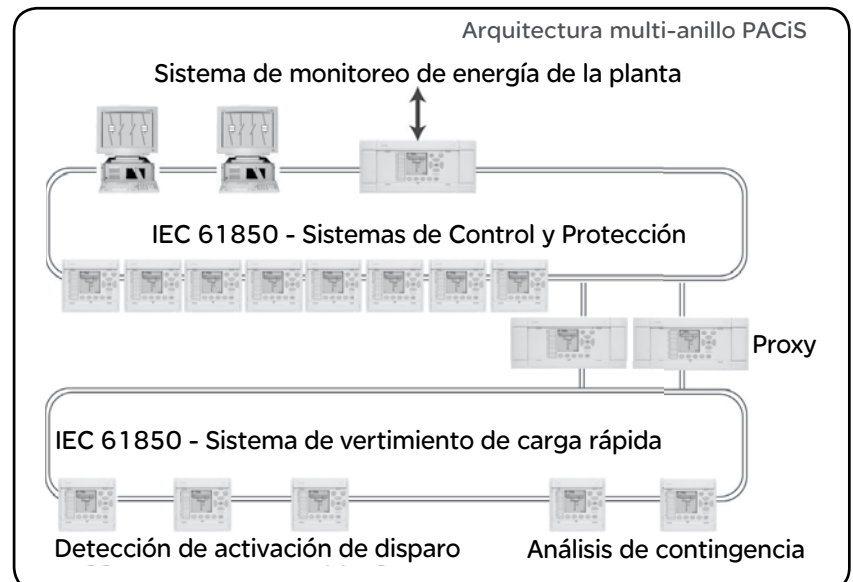 Arquitectura multi-anillo PACiS
Sistema de monitoreo de energía de la planta
IEC 61850 - Sistemas de Control y Protección
Proxy
IEC 61850 - Sistema de vertimiento de carga rápida
Detección de activación de disparo
Análisis de contingencia